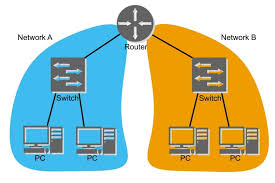 Network A
Network B
Router
Switch
Switch
PC
PC
PC
PC